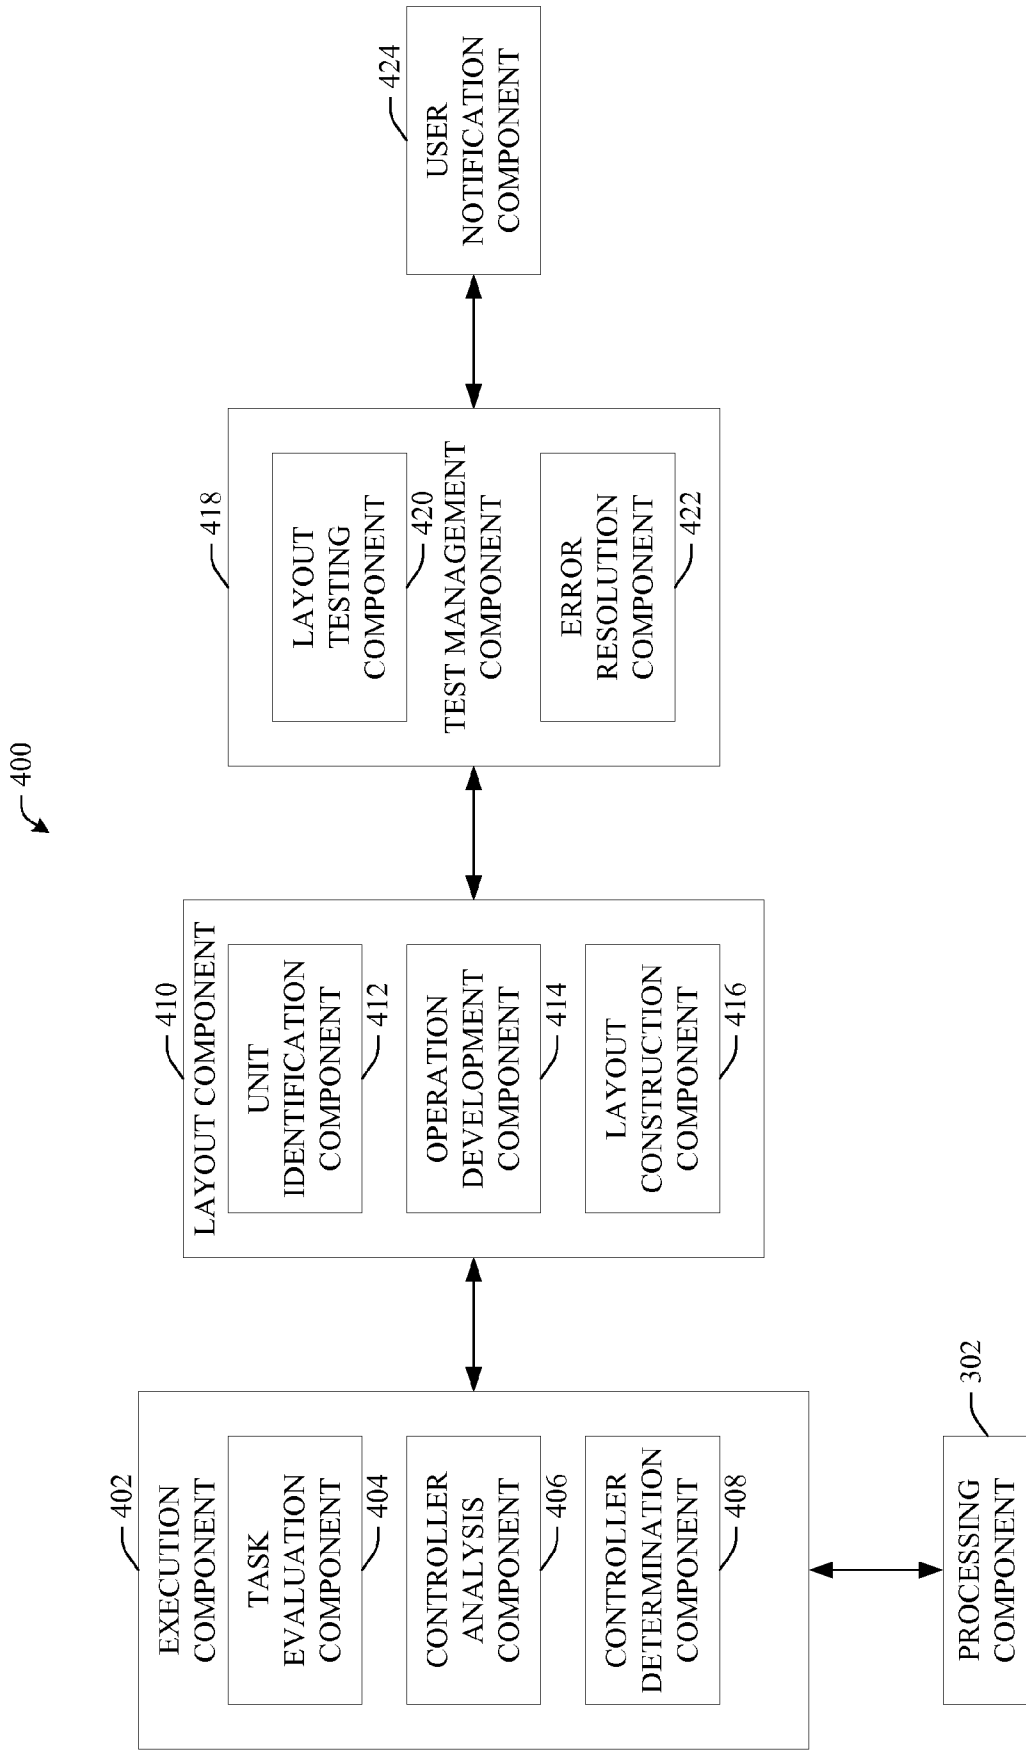 400
402
EXECUTION
COMPONENT
TASK
EVALUATION
COMPONENT
404
CONTROLLER
ANALYSIS
COMPONENT
406
CONTROLLER
DETERMINATION
COMPONENT
408
PROCESSING
COMPONENT
302
410
LAYOUT COMPONENT
UNIT
IDENTIFICATION
COMPONENT
412
OPERATION
DEVELOPMENT
COMPONENT
414
LAYOUT
CONSTRUCTION
COMPONENT
416
418
LAYOUT
TESTING
COMPONENT
420
TEST MANAGEMENT
COMPONENT
ERROR
RESOLUTION
COMPONENT
422
424
USER
NOTIFICATION
COMPONENT